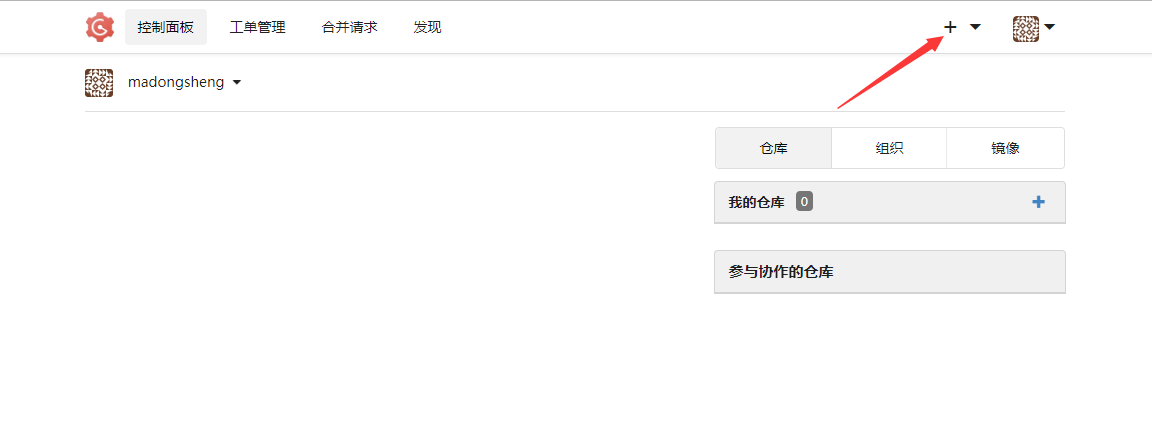 控制面板 工单管理 合并请求 发现
madongsheng
仓库 组织 镜像
我的仓库 0
参与协作的仓库